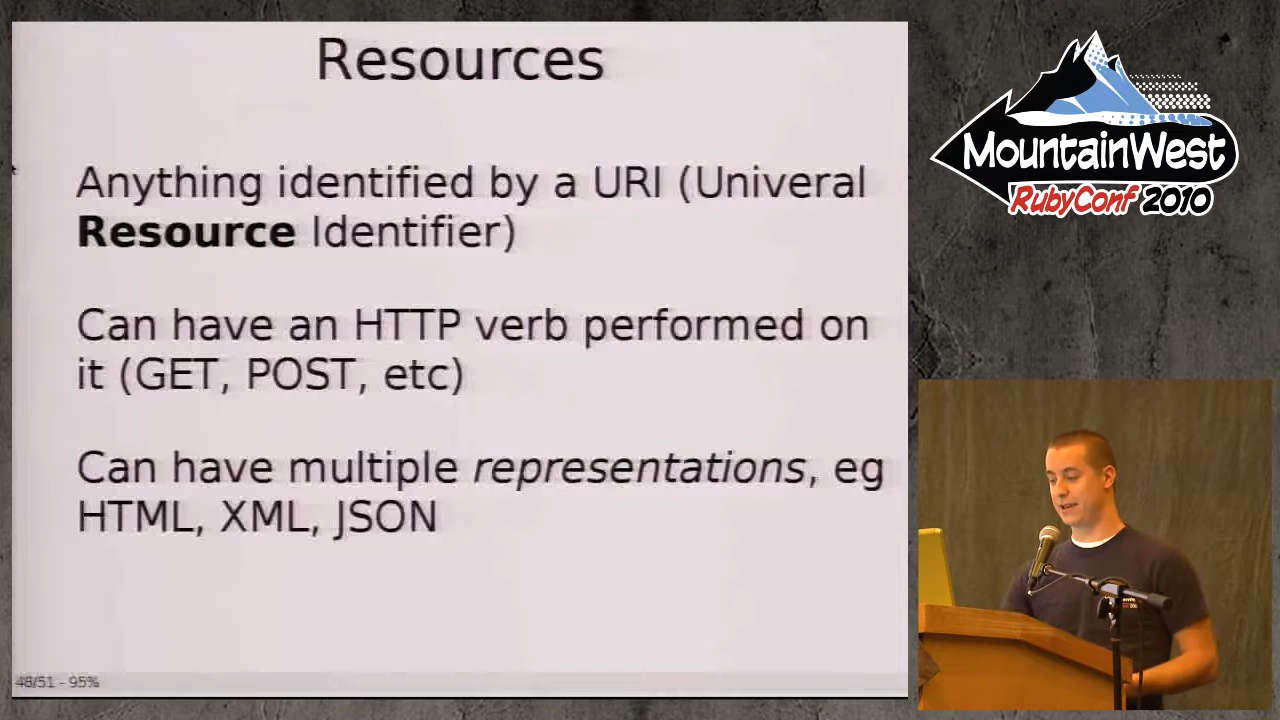 Resources
Anything identified by a URI (Univeral
Resource Identifier)
Can have an HTTP verb performed on
it (GET, POST, etc)
Can have multiple representations, eg
HTML, XML, JSON
48/51 - 95%
MountainWest
RubyConf 2010